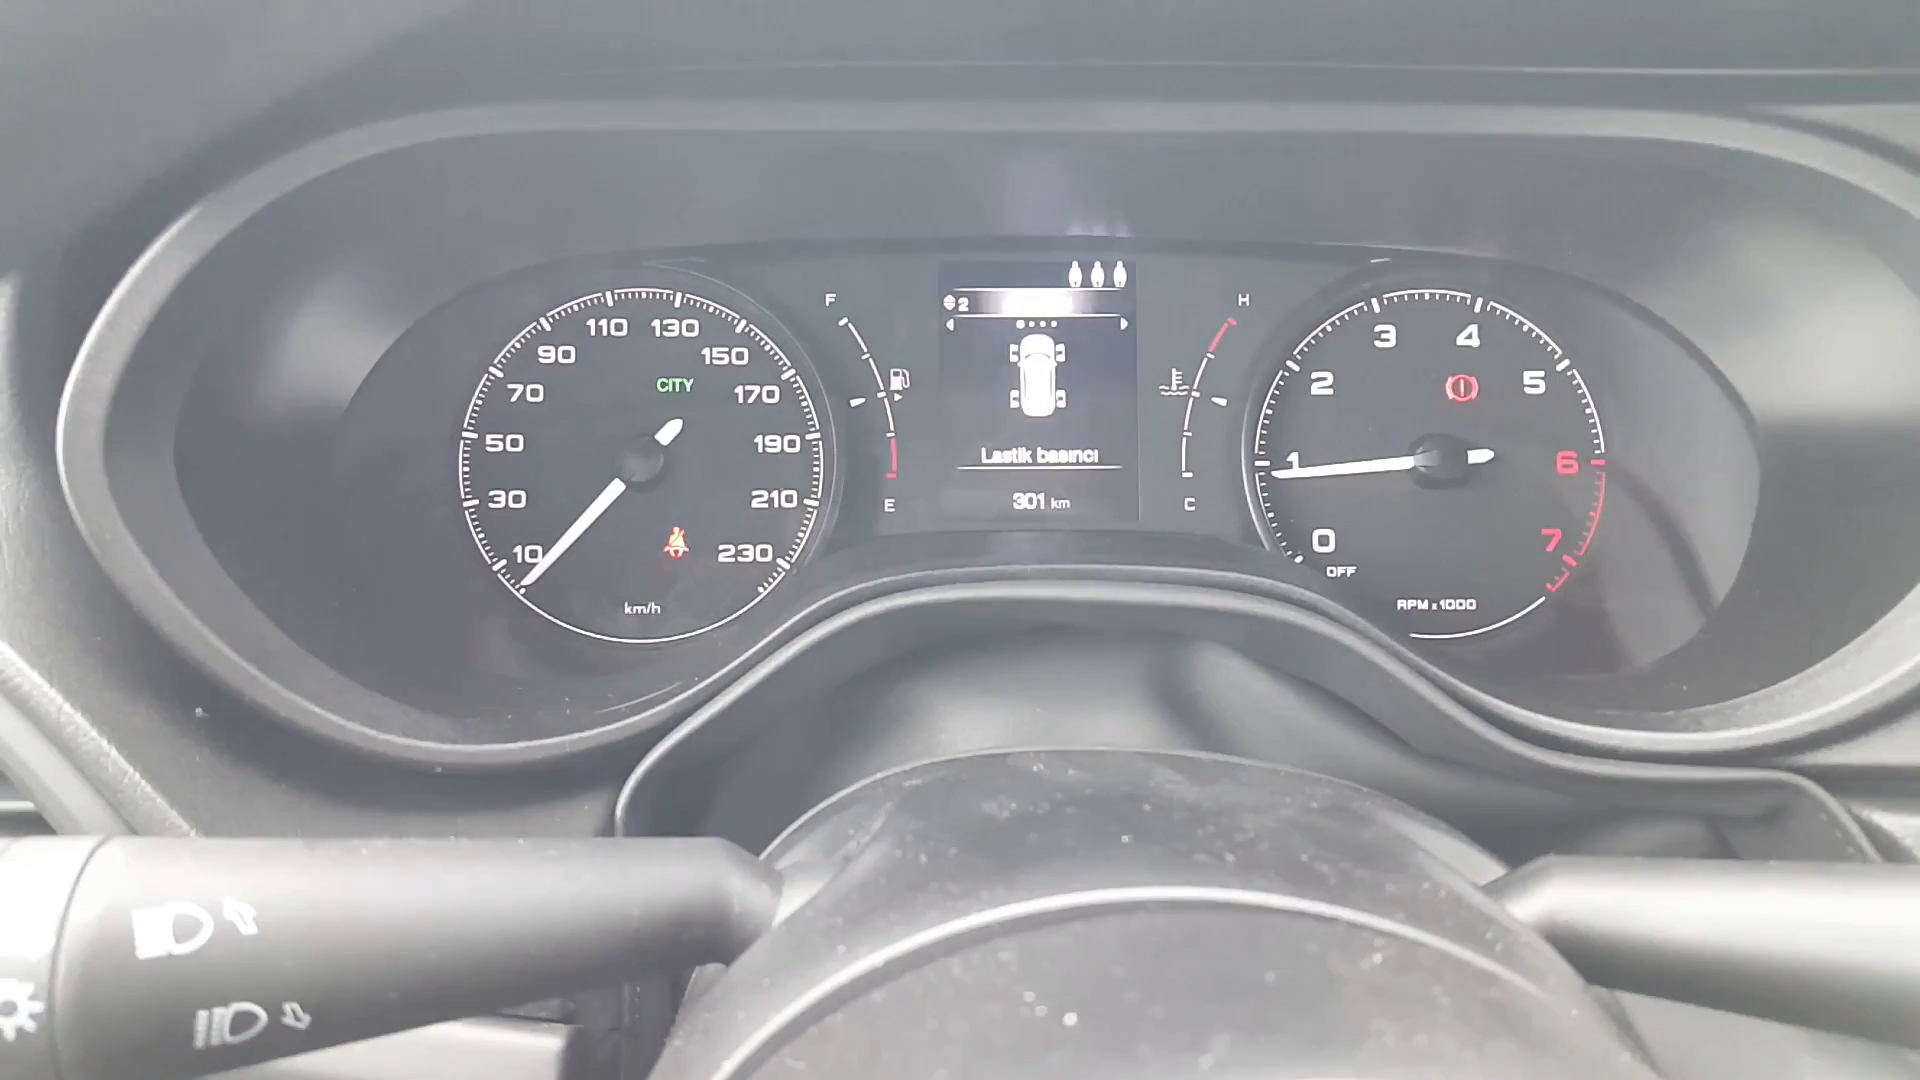 110 130
90 150
70 CITY 170
50 190
30 210
10 230
km/h
F
E
2
Lastik basıncı
301 km
H
C
3 4
2 5
1 6
0 7
OFF
RPM x 1000